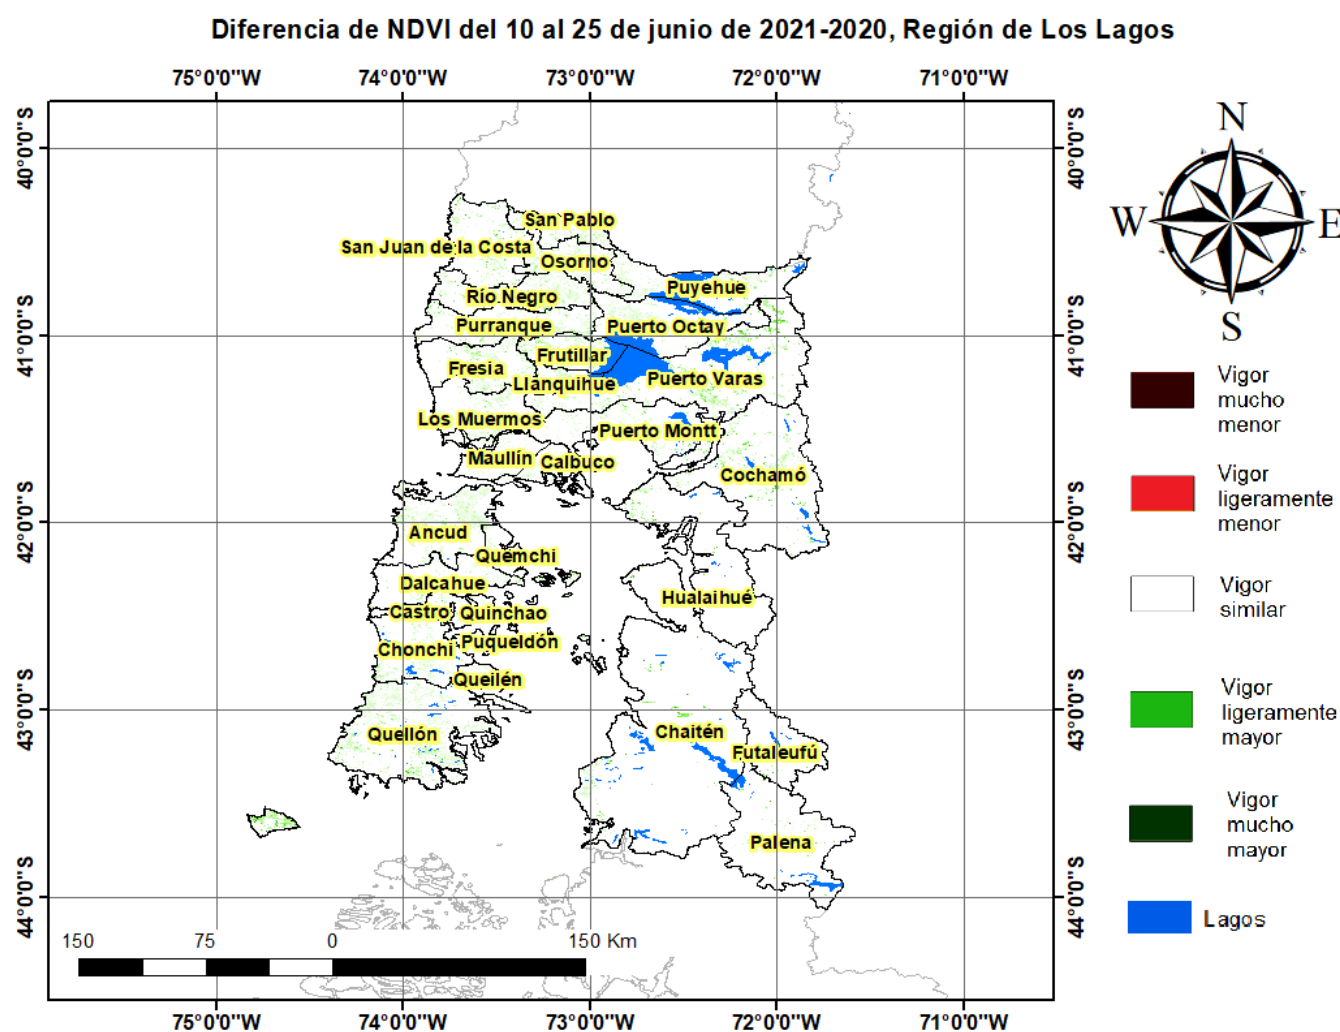 Diferencia de NDVI del 10 al 25 de junio de 2021-2020, Región de Los Lagos
75°0'0"W 74°0'0"W 73°0'0"W 72°0'0"W 71°0'0"W
40°0'0"S 40°0'0"S
41°0'0"S 41°0'0"S
42°0'0"S 42°0'0"S
43°0'0"S 43°0'0"S
44°0'0"S 44°0'0"S
San Pablo
San Juan de la Costa
Osorno
Puyehue
Río Negro
Purranque
Puerto Octay
Frutillar
Fresia
Llanquihue
Puerto Varas
Los Muermos
Puerto Montt
Maullín
Calbuco
Cochamó
Ancud
Quemchi
Dalcahue
Hualaihué
Castro
Quinchao
Chonchi
Puqueldón
Queilén
Quellón
Chaitén
Futaleufú
Palena
150 75 0 150 Km
75°0'0"W 74°0'0"W 73°0'0"W 72°0'0"W 71°0'0"W
N
W E
S
Vigor
mucho
menor
Vigor
ligeramente
menor
Vigor
similar
Vigor
ligeramente
mayor
Vigor
mucho
mayor
Lagos